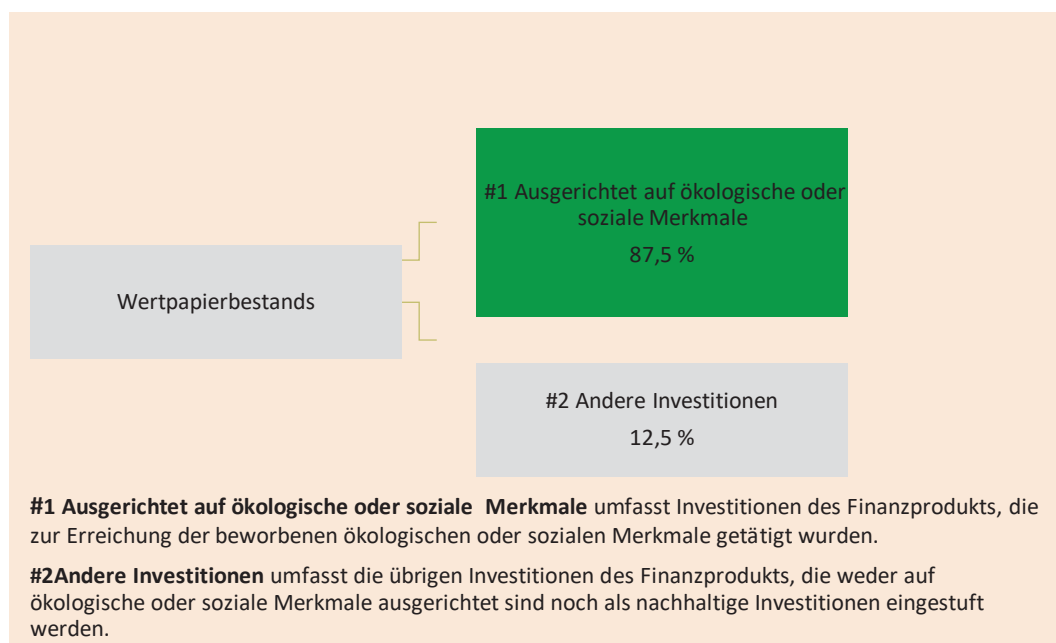 #1 Ausgerichtet auf ökologische oder
soziale Merkmale
87,5 %
Wertpapierbestands
#2 Andere Investitionen
12,5 %
#1 Ausgerichtet auf ökologische oder soziale  Merkmale umfasst Investitionen des Finanzprodukts, die
zur Erreichung der beworbenen ökologischen oder sozialen Merkmale getätigt wurden.
#2Andere Investitionen umfasst die übrigen Investitionen des Finanzprodukts, die weder auf
ökologische oder soziale Merkmale ausgerichtet sind noch als nachhaltige Investitionen eingestuft
werden.